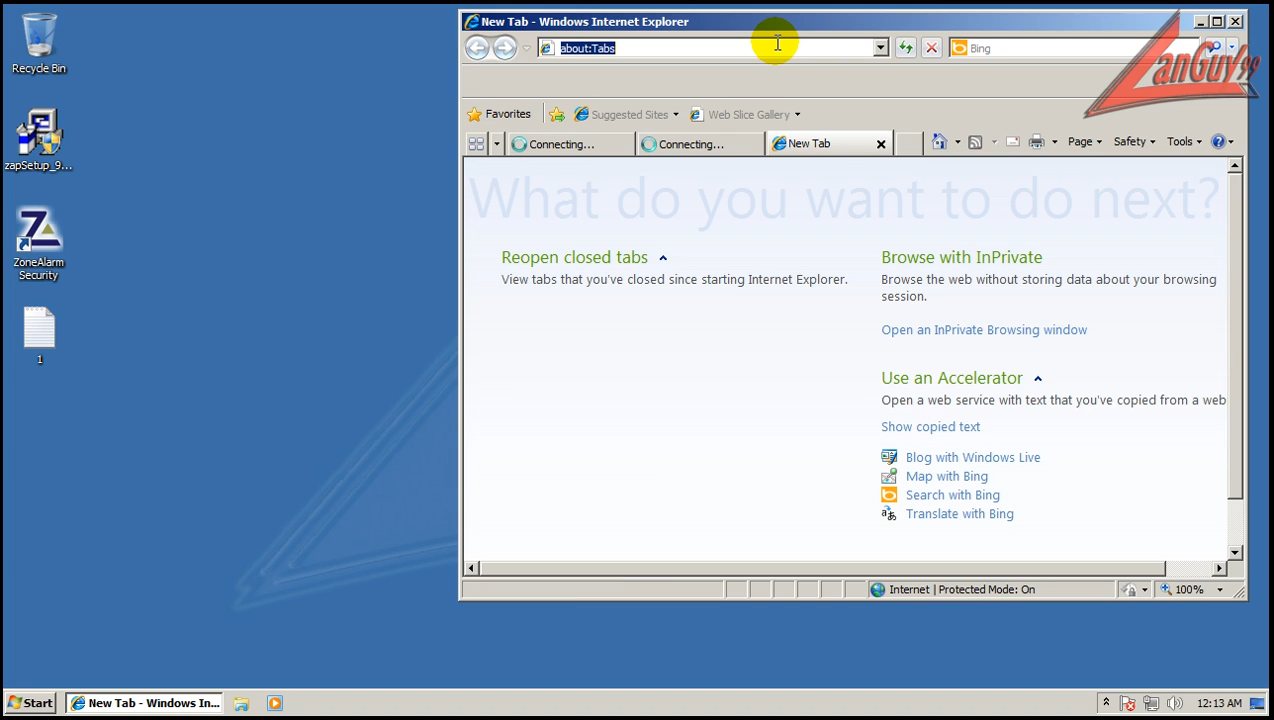 Recycle Bin
zapSetup_9...
ZoneAlarm
Security
1
New Tab - Windows Internet Explorer
about:Tabs
Bing
LanGuy99
Favorites
Suggested Sites
Web Slice Gallery
Connecting...
Connecting...
New Tab
Page
Safety
Tools
What do you want to do next?
Reopen closed tabs
View tabs that you've closed since starting Internet Explorer.
Browse with InPrivate
Browse the web without storing data about your browsing
session.
Open an InPrivate Browsing window
Use an Accelerator
Open a web service with text that you've copied from a web
Show copied text
Blog with Windows Live
Map with Bing
Search with Bing
Translate with Bing
Internet | Protected Mode: On
100%
Start
New Tab - Windows In...
12:13 AM